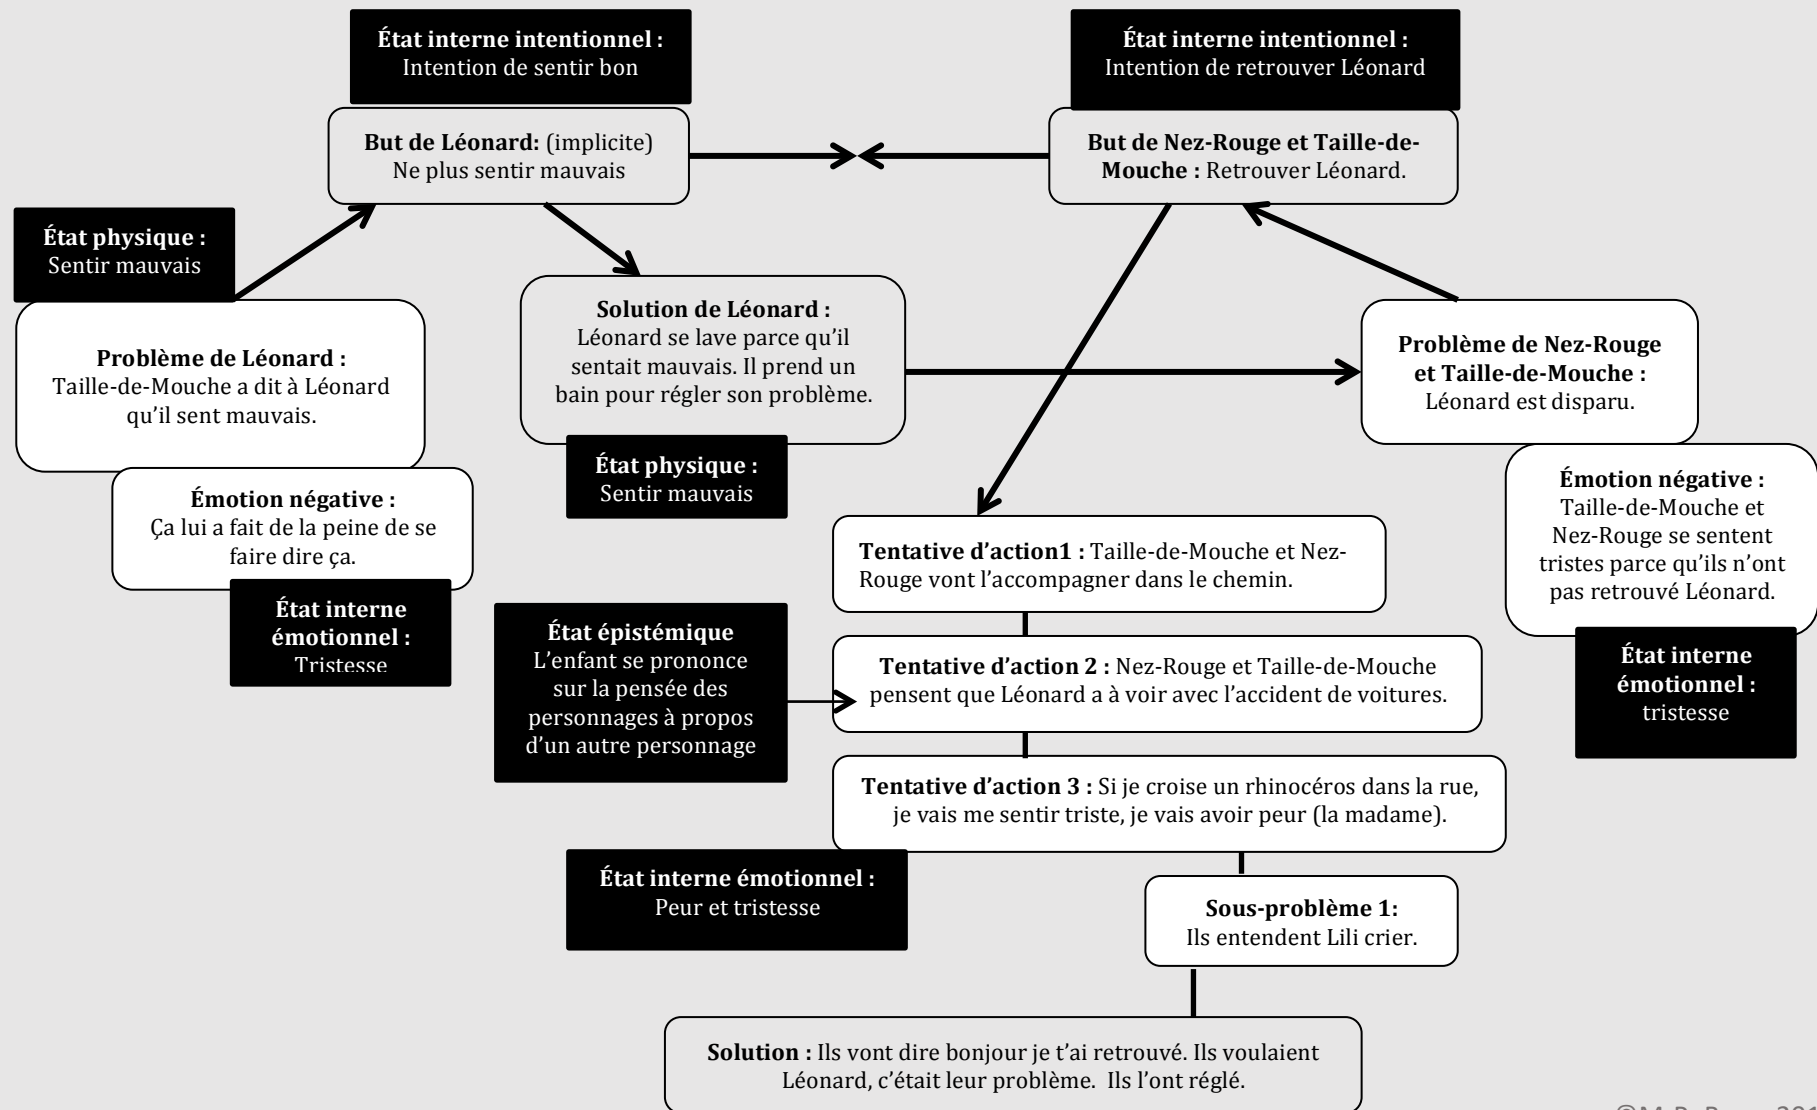 État interne intentionnel :
Intention de sentir bon
État interne intentionnel :
Intention de retrouver Léonard
But de Léonard: (implicite)
Ne plus sentir mauvais
But de Nez-Rouge et Taille-de-
Mouche : Retrouver Léonard.
État physique :
Sentir mauvais
Problème de Léonard :
Taille-de-Mouche a dit à Léonard
qu'il sent mauvais.
Émotion négative :
Ça lui a fait de la peine de se
faire dire ça.
État interne
émotionnel :
Tristesse
Solution de Léonard :
Léonard se lave parce qu'il
sentait mauvais. Il prend un
bain pour régler son problème.
État physique :
Sentir mauvais
Problème de Nez-Rouge
et Taille-de-Mouche :
Léonard est disparu.
Émotion négative :
Taille-de-Mouche et
Nez-Rouge se sentent
tristes parce qu'ils n'ont
pas retrouvé Léonard.
État interne
émotionnel :
tristesse
Tentative d'action1 : Taille-de-Mouche et Nez-
Rouge vont l'accompagner dans le chemin.
État épistémique
L'enfant se prononce
sur la pensée des
personnages à propos
d'un autre personnage
Tentative d'action 2 : Nez-Rouge et Taille-de-Mouche
pensent que Léonard a à voir avec l'accident de voitures.
Tentative d'action 3 : Si je croise un rhinocéros dans la rue,
je vais me sentir triste, je vais avoir peur (la madame).
État interne émotionnel :
Peur et tristesse
Sous-problème 1:
Ils entendent Lili crier.
Solution : Ils vont dire bonjour je t'ai retrouvé. Ils voulaient
Léonard, c'était leur problème. Ils l'ont réglé.